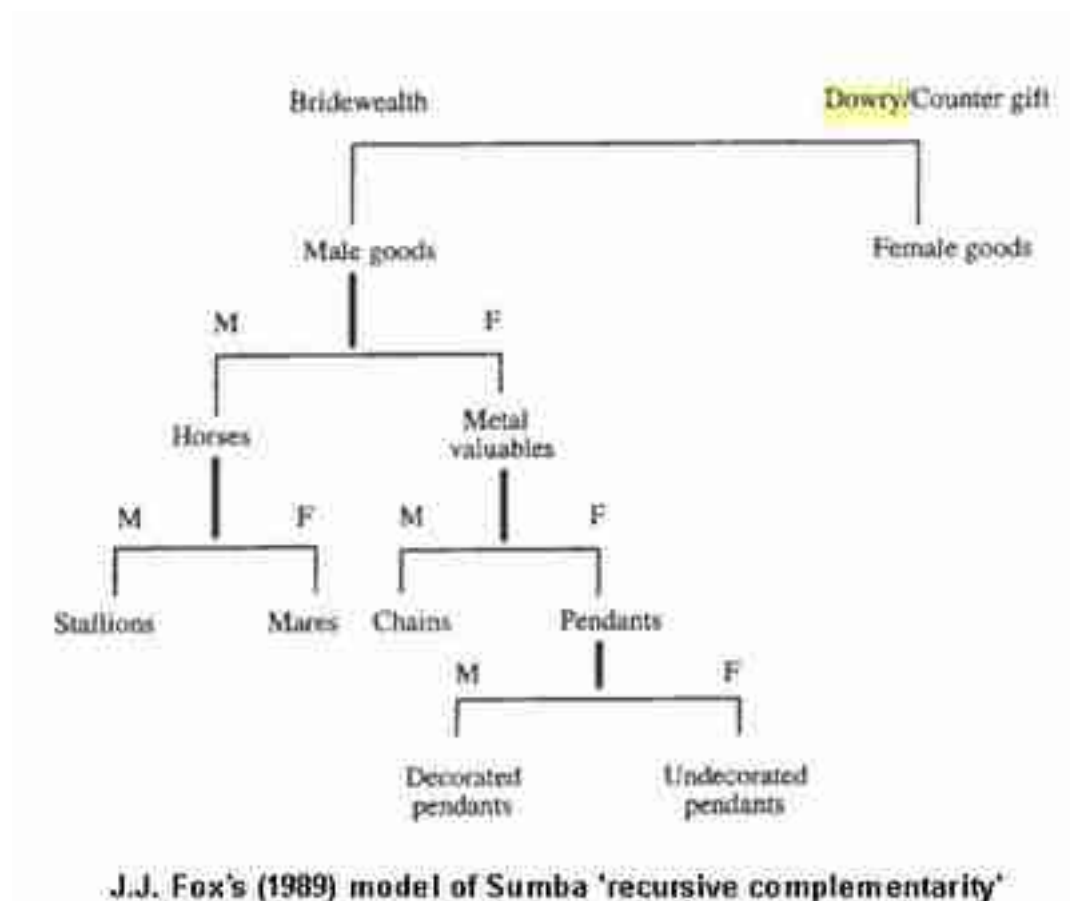 Bridewealth
Dowry/Counter gift
Male goods
Female goods
M
F
Horses
Metal
valuables
M
F
M
F
Stallions
Mares
Chains
Pendants
M
F
Decorated
pendants
Undecorated
pendants
J.J. Fox's (1989) model of Sumba 'recursive complementarity'